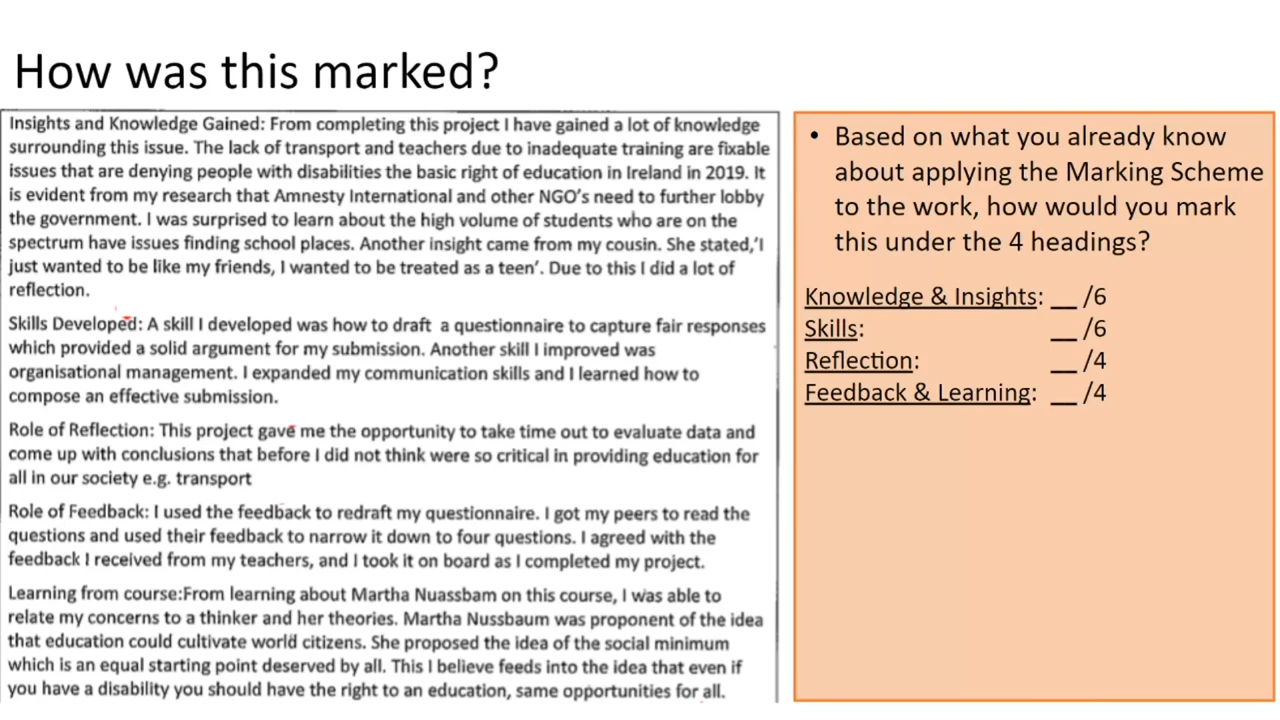 How was this marked?
Insights and Knowledge Gained: From completing this project I have gained a lot of knowledge
surrounding this issue. The lack of transport and teachers due to inadequate training are fixable
issues that are denying people with disabilities the basic right of education in Ireland in 2019. It
is evident from my research that Amnesty International and other NGO's need to further lobby
the government. I was surprised to learn about the high volume of students who are on the
spectrum have issues finding school places. Another insight came from my cousin. She stated,'I
just wanted to be like my friends, I wanted to be treated as a teen'. Due to this I did a lot of
reflection.
Skills Developed: A skill I developed was how to draft a questionnaire to capture fair responses
which provided a solid argument for my submission. Another skill I improved was
organisational management. I expanded my communication skills and I learned how to
compose an effective submission.
Role of Reflection: This project gave me the opportunity to take time out to evaluate data and
come up with conclusions that before I did not think were so critical in providing education for
all in our society e.g. transport
Role of Feedback: I used the feedback to redraft my questionnaire. I got my peers to read the
questions and used their feedback to narrow it down to four questions. I agreed with the
feedback I received from my teachers, and I took it on board as I completed my project.
Learning from course:From learning about Martha Nuassbam on this course, I was able to
relate my concerns to a thinker and her theories. Martha Nussbaum was proponent of the idea
that education could cultivate world citizens. She proposed the idea of the social minimum
which is an equal starting point deserved by all. This I believe feeds into the idea that even if
you have a disability you should have the right to an education, same opportunities for all.
• Based on what you already know
about applying the Marking Scheme
to the work, how would you mark
this under the 4 headings?
Knowledge & Insights: __ /6
Skills: __ /6
Reflection: __ /4
Feedback & Learning: __ /4